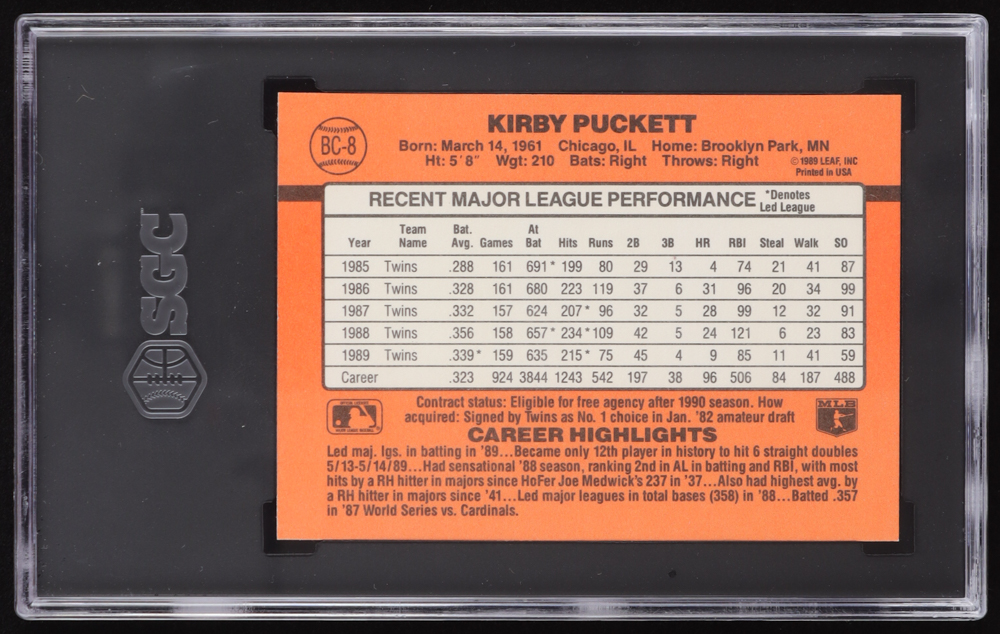 KIRBY PUCKETT
BC-8
Born: March 14, 1961 Chicago, IL Home: Brooklyn Park, MN
Ht: 5'8" Wgt: 210 Bats: Right Throws: Right
©1989 LEAF, INC
Printed in USA
RECENT MAJOR LEAGUE PERFORMANCE
*Denotes
Led League
Year Team Name Bat. Avg. Games At Bat Hits Runs 2B 3B HR RBI Steal Walk SO
1985 Twins .288 161 691* 199 80 29 13 4 74 21 41 87
1986 Twins .328 161 680 223 119 37 6 31 96 20 34 99
1987 Twins .332 157 624 207* 96 32 5 28 99 12 32 91
1988 Twins .356 158 657* 234* 109 42 5 24 121 6 23 83
1989 Twins .339* 159 635 215* 75 45 4 9 85 11 41 59
Career .323 924 3844 1243 542 197 38 96 506 84 187 488
Contract status: Eligible for free agency after 1990 season. How
acquired: Signed by Twins as No. 1 choice in Jan. '82 amateur draft
MLB
CAREER HIGHLIGHTS
Led maj. lgs. in batting in '89...Became only 12th player in history to hit 6 straight doubles
5/13-5/14/89...Had sensational '88 season, ranking 2nd in AL in batting and RBI, with most
hits by a RH hitter in majors since HoFer Joe Medwick's 237 in '37...Also had highest avg. by
a RH hitter in majors since '41...Led major leagues in total bases (358) in '88...Batted .357
in '87 World Series vs. Cardinals.
SGC